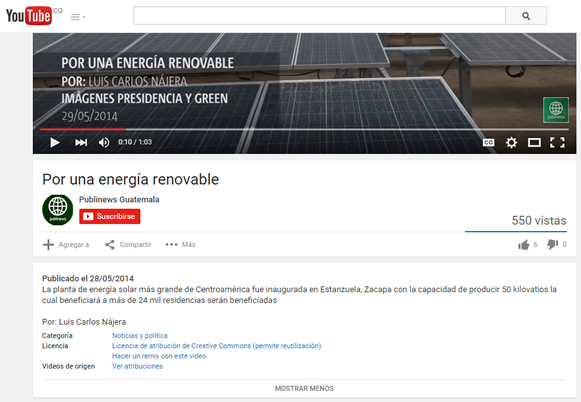 YouTube CO
POR UNA ENERGÍA RENOVABLE
POR: LUIS CARLOS NÁJERA
IMÁGENES PRESIDENCIA Y GREEN
29/05/2014
publinews
0:10 / 1:03
CC
Por una energía renovable
publinews
Publinews Guatemala
Suscribirse
550 vistas
Agregar a Compartir Más 6 0
Publicado el 28/05/2014
La planta de energía solar más grande de Centroamérica fue inaugurada en Estanzuela, Zacapa con la capacidad de producir 50 kilovatios la
cual beneficiará a más de 24 mil residencias serán beneficiadas
Por: Luis Carlos Nájera
Categoría Noticias y política
Licencia Licencia de atribución de Creative Commons (permite reutilización)
Hacer un remix con este video
Videos de origen Ver atribuciones
MOSTRAR MENOS